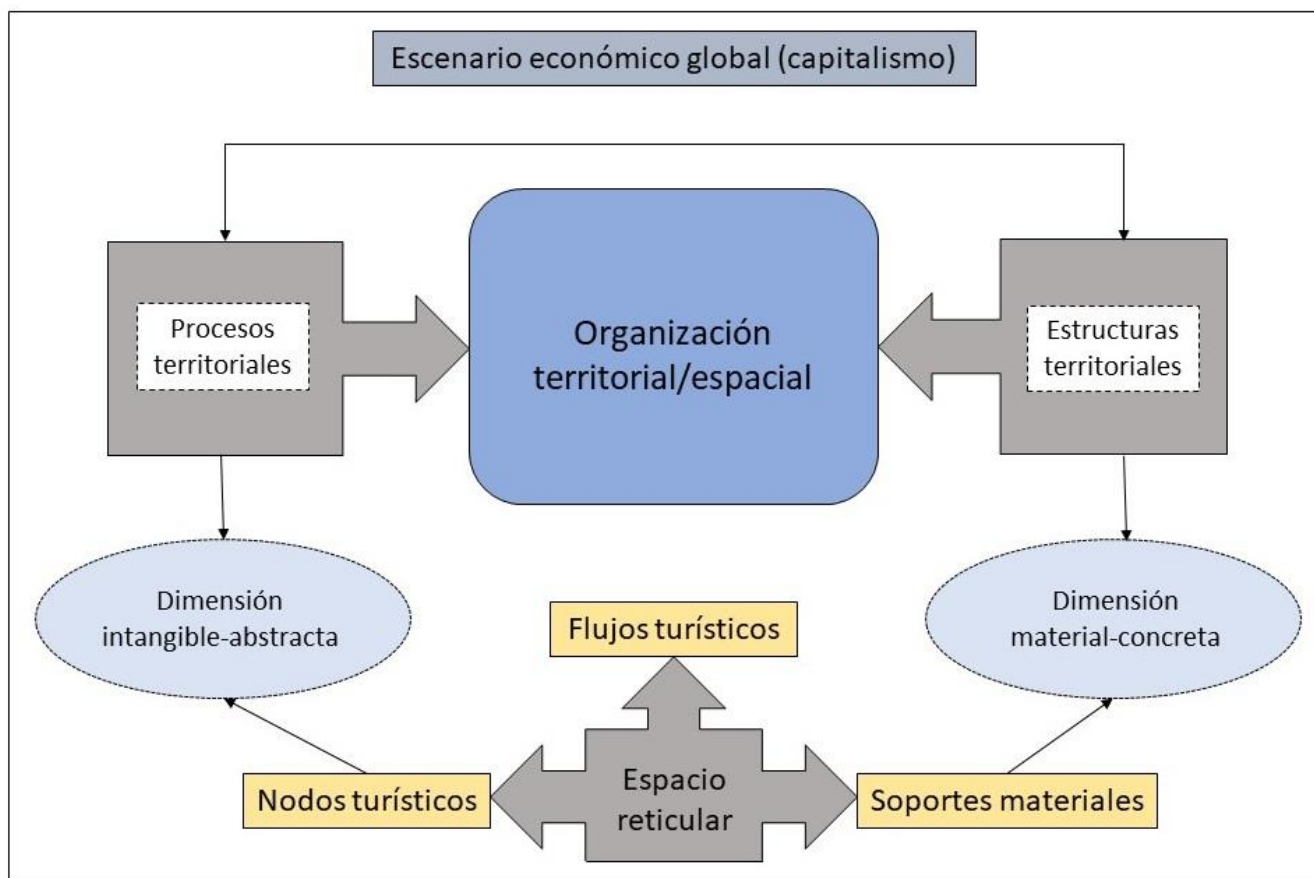 Escenario económico global (capitalismo)
Procesos
territoriales
Organización
territorial/espacial
Estructuras
territoriales
Dimensión
intangible-abstracta
Flujos turísticos
Dimensión
material-concreta
Nodos turísticos
Espacio
reticular
Soportes materiales